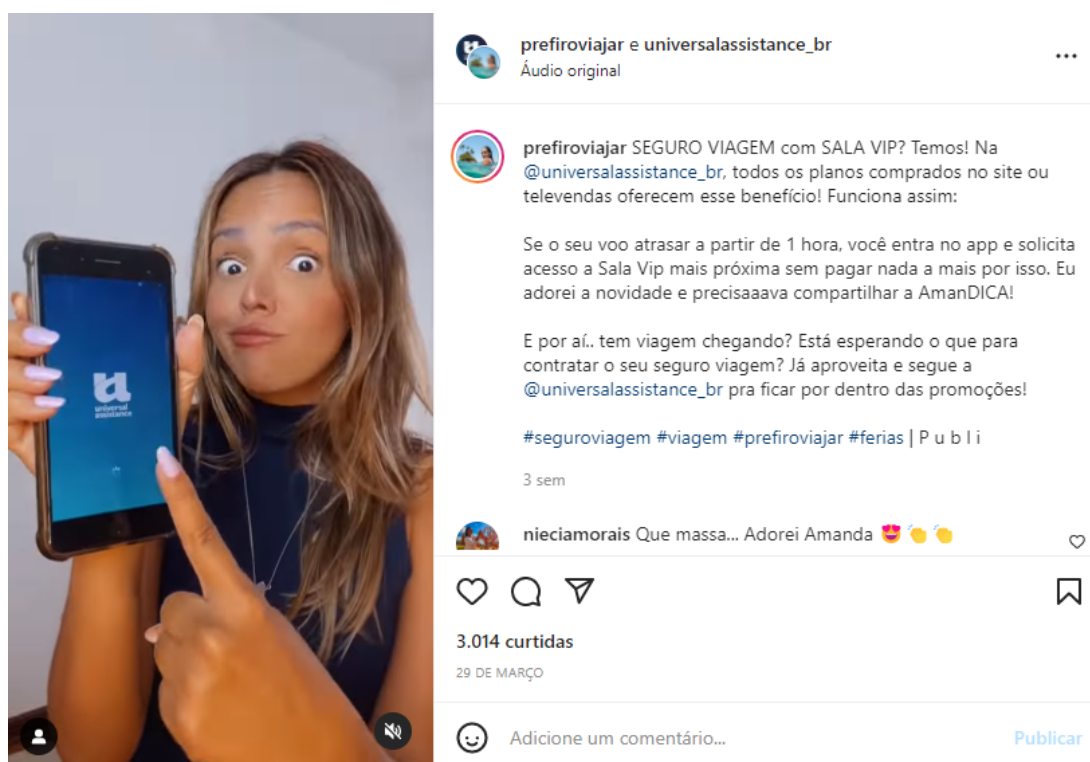 universal
assistance
prefiroviajar e universalassistance_br
Áudio original
prefiroviajar SEGURO VIAGEM com SALA VIP? Temos! Na
@universalassistance_br, todos os planos comprados no site ou
televendas oferecem esse benefício! Funciona assim:
Se o seu voo atrasar a partir de 1 hora, você entra no app e solicita
acesso a Sala Vip mais próxima sem pagar nada a mais por isso. Eu
adorei a novidade e precisaaava compartilhar a AmanDICA!
E por aí.. tem viagem chegando? Está esperando o que para
contratar o seu seguro viagem? Já aproveita e segue a
@universalassistance_br pra ficar por dentro das promoções!
#seguroviagem #viagem #prefiroviajar #ferias | P u b l i
3 sem
nieciamorais Que massa... Adorei Amanda 😍👏👏
3.014 curtidas
29 DE MARÇO
Adicione um comentário...
Publicar